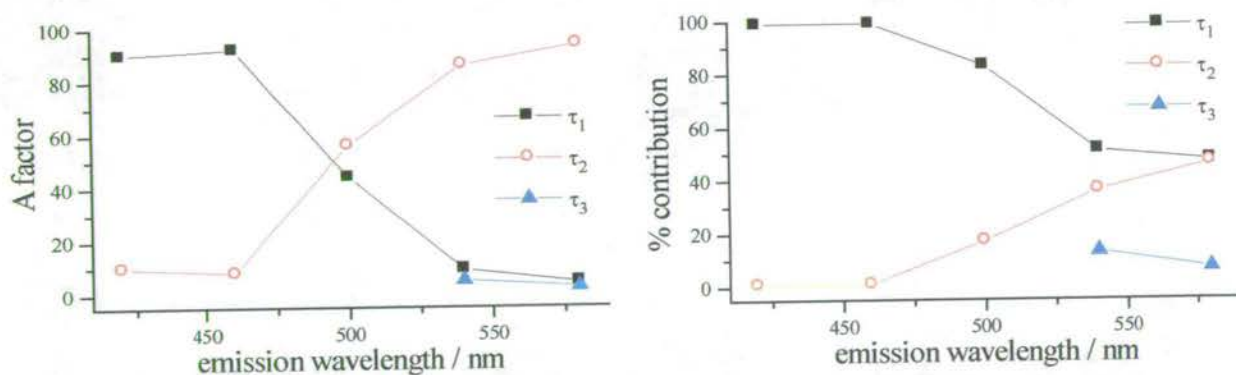 100
80
60
40
20
0
A factor
τ1
τ2
τ3
450 500 550
emission wavelength / nm
100
80
60
40
20
0
% contribution
τ1
τ2
τ3
450 500 550
emission wavelength / nm